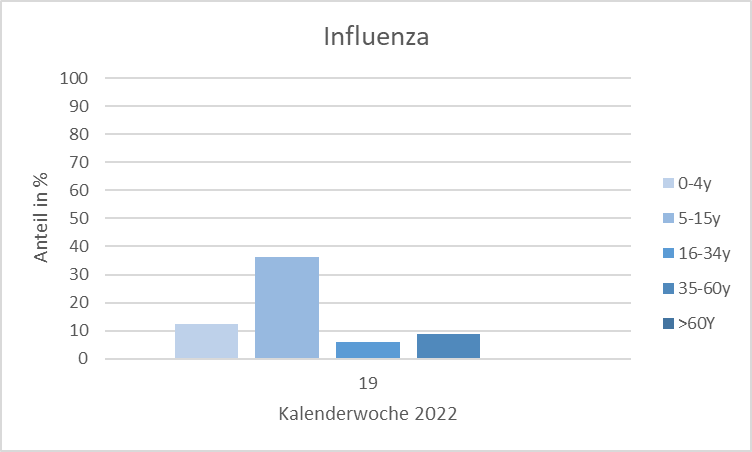 Influenza
100
90
80
70
60
50
40
30
20
10
0
Anteil in %
19
Kalenderwoche 2022
0-4y
5-15y
16-34y
35-60y
>60Y